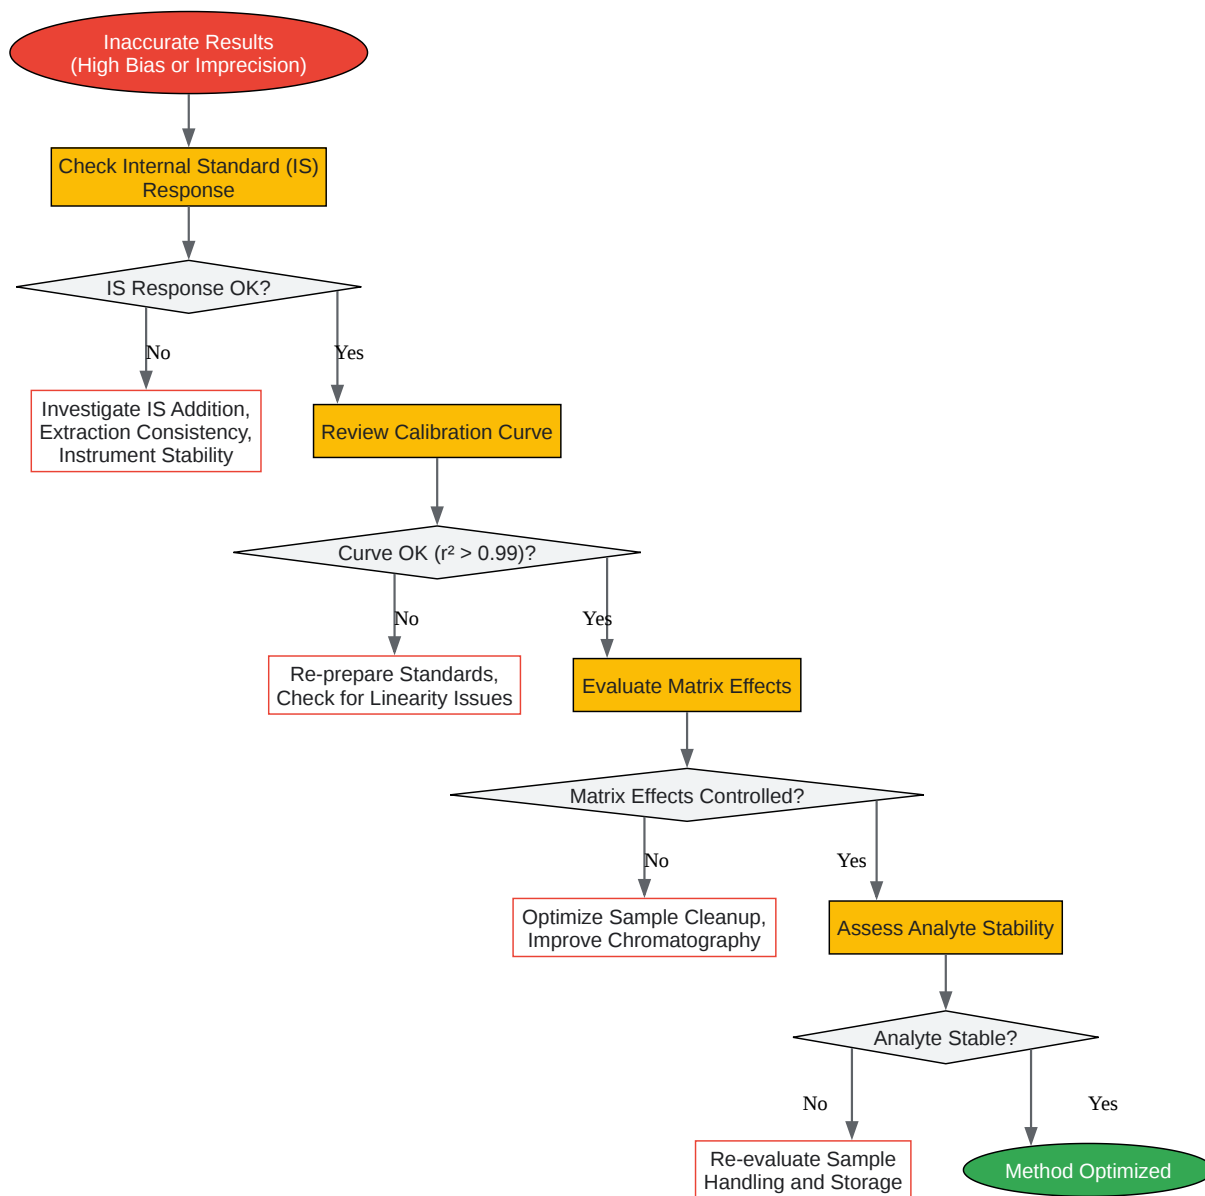 Inaccurate Results
(High Bias or Imprecision)
Check Internal Standard (IS)
Response
IS Response OK?
No
Yes
Investigate IS Addition,
Extraction Consistency,
Instrument Stability
Review Calibration Curve
Curve OK (r² > 0.99)?
No
Yes
Re-prepare Standards,
Check for Linearity Issues
Evaluate Matrix Effects
Matrix Effects Controlled?
No
Yes
Optimize Sample Cleanup,
Improve Chromatography
Assess Analyte Stability
Analyte Stable?
No
Yes
Re-evaluate Sample
Handling and Storage
Method Optimized